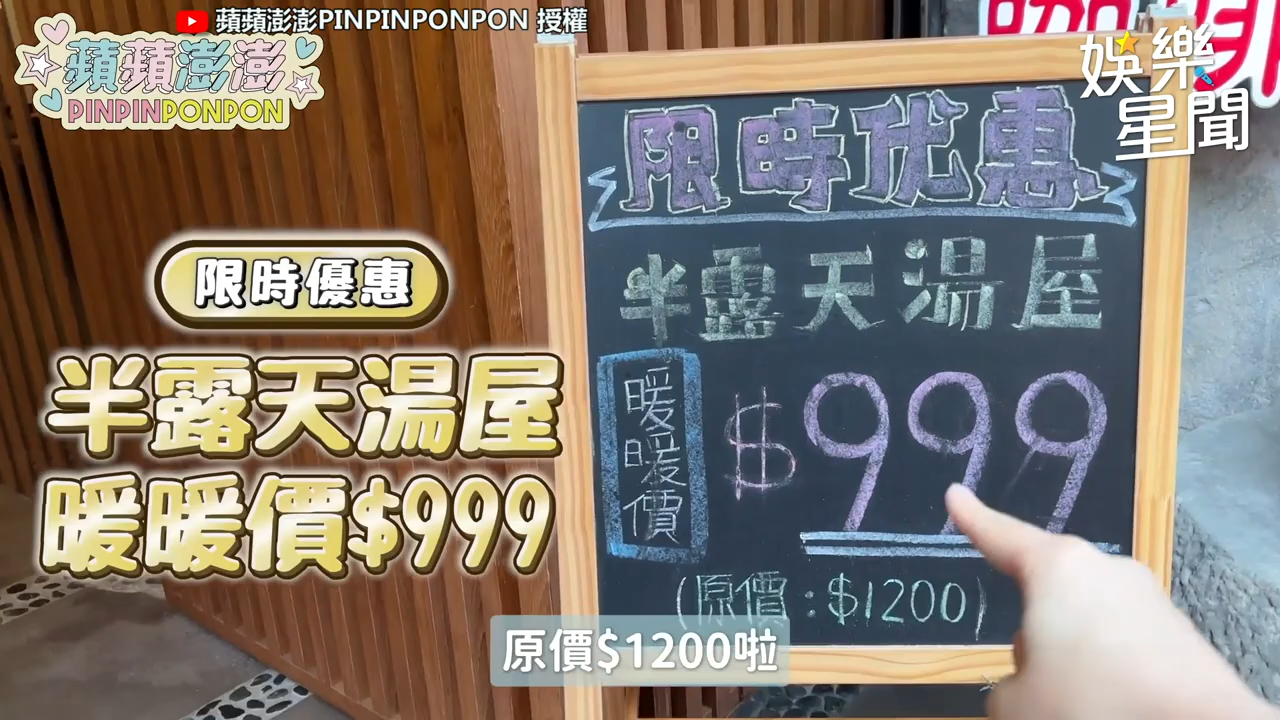 蘋蘋澎澎PINPINPONPON 授權
蘋蘋澎澎
PINPINPONPON
娛樂
星聞
限時优惠
半露天湯屋
暖暖價
$999
(原價:$1200)
限時優惠
半露天湯屋
暖暖價$999
原價$1200啦